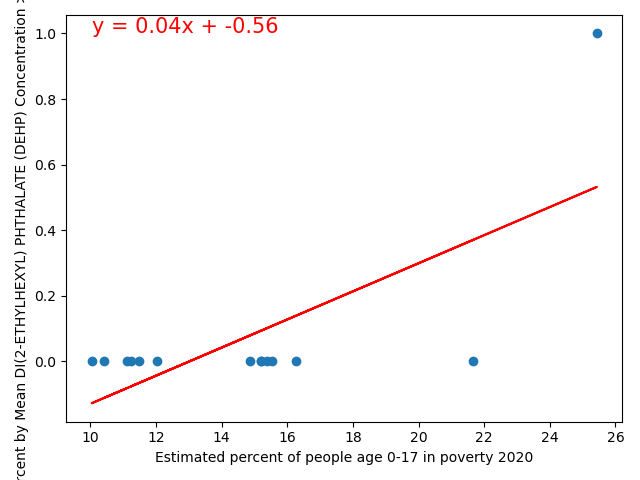 y = 0.04x + -0.56
1.0
0.8
0.6
0.4
0.2
0.0
10 12 14 16 18 20 22 24 26
Estimated percent of people age 0-17 in poverty 2020
by Mean DI(2-ETHYLHEXYL) PHTHALATE (DEHP) Concentration